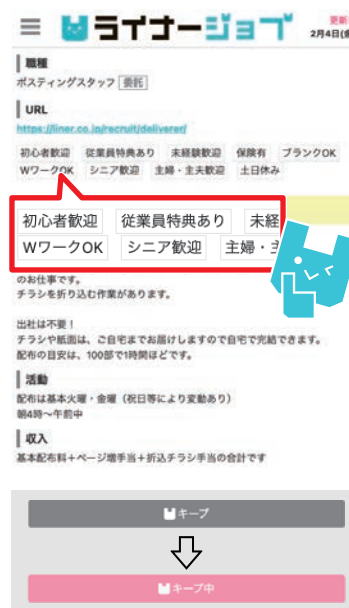 ライナージョブ
更新
2月4日(金
職種
ポスティングスタッフ 委託
URL
https://liner.co.jp/recruit/deliverer/
初心者歓迎 従業員特典あり 未経験歓迎 保険有 ブランクOK
WワークOK シニア歓迎 主婦・主夫歓迎 土日休み
初心者歓迎 従業員特典あり 未経
WワークOK シニア歓迎 主婦・主
のお仕事です。
チラシを折り込む作業があります。
出社は不要！
チラシや紙面は、ご自宅までお届けしますので自宅で完結できます。
配布の目安は、100部で1時間ほどです。
活動
配布は基本火曜・金曜（祝日等により変動あり）
朝4時～午前中
収入
基本配布料＋ページ増手当＋折込チラシ手当の合計です
キープ
キープ中